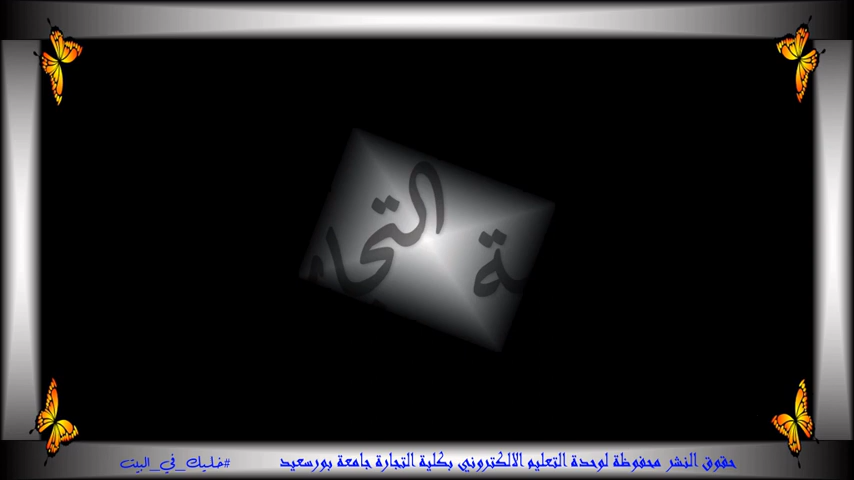 ة التجا
حقوق النشر محفوظة لوحدة التعليم الالكتروني بكلية التجارة جامعة بورسعيد #خليك_في_البيت